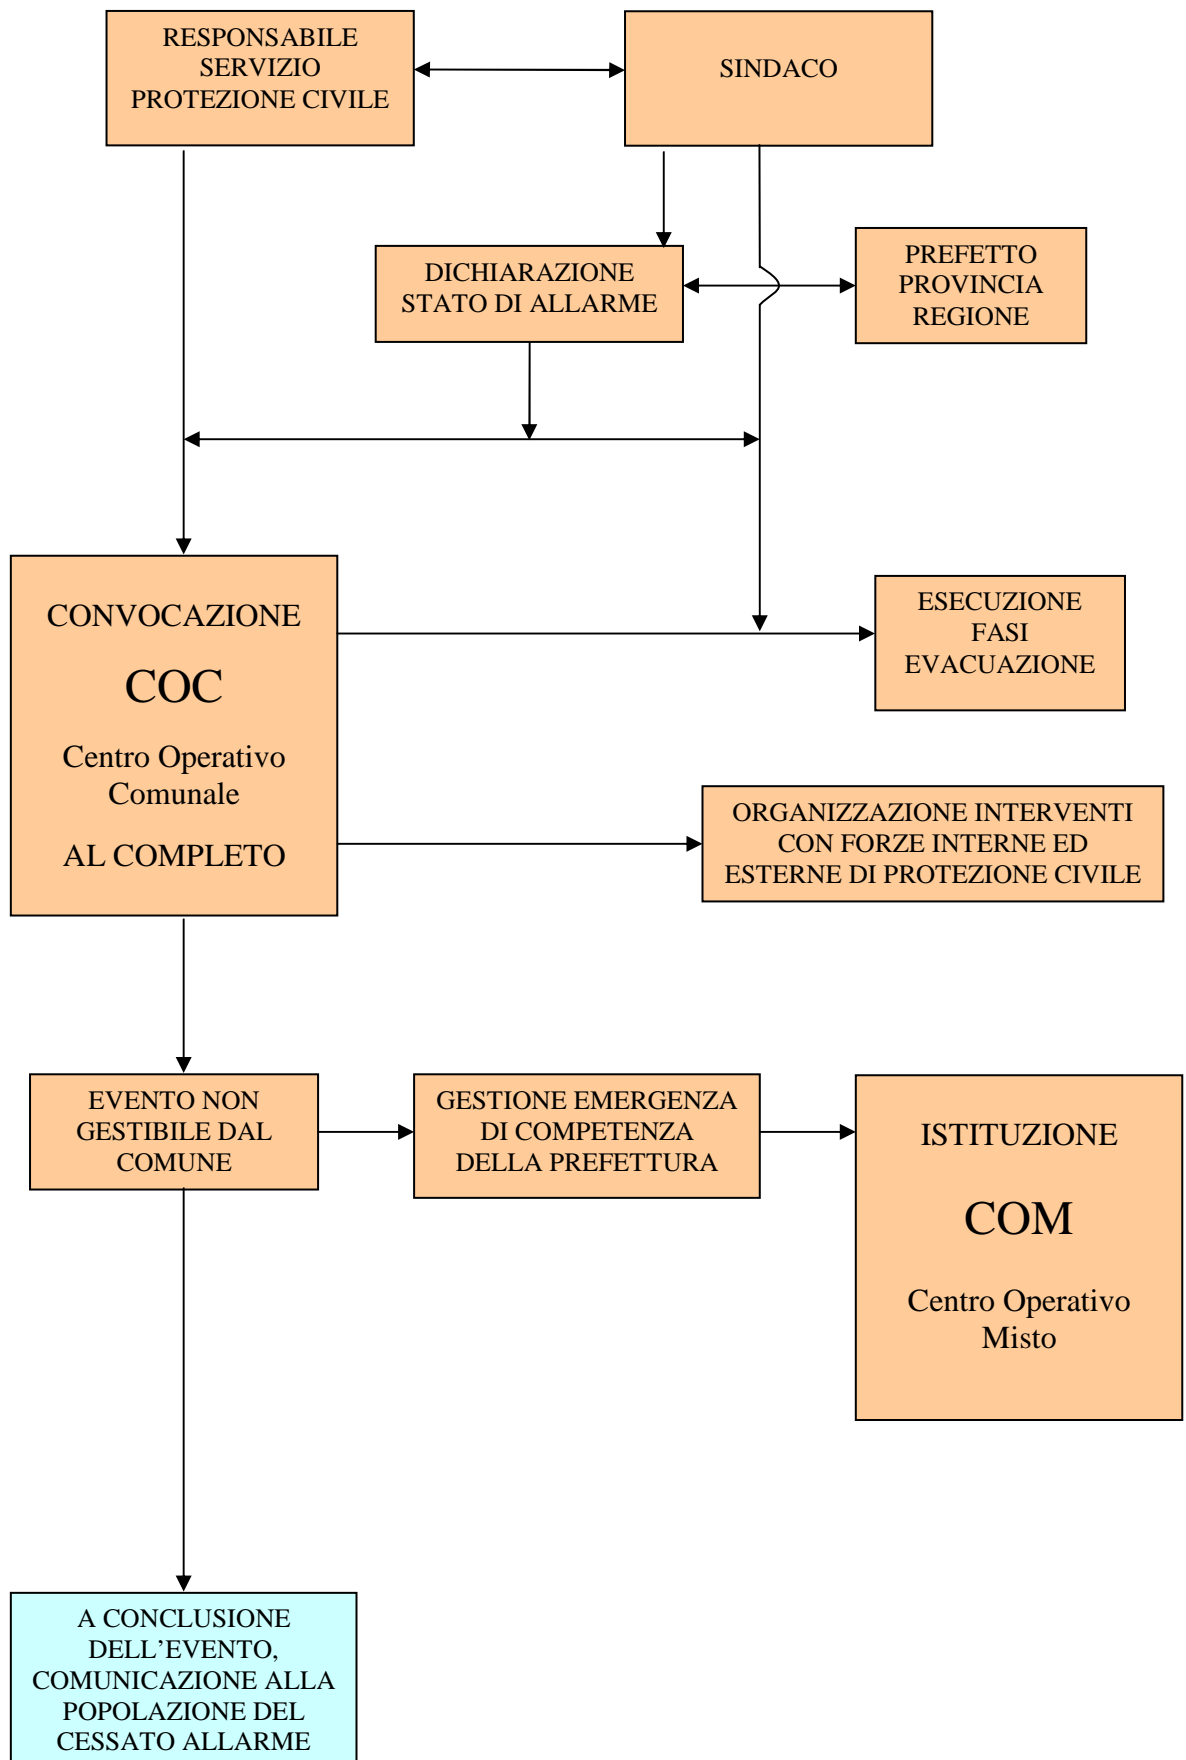 RESPONSABILE
SERVIZIO
PROTEZIONE CIVILE
SINDACO
DICHIARAZIONE
STATO DI ALLARME
PREFETTO
PROVINCIA
REGIONE
CONVOCAZIONE
COC
Centro Operativo
Comunale
AL COMPLETO
ESECUZIONE
FASI
EVACUAZIONE
ORGANIZZAZIONE INTERVENTI
CON FORZE INTERNE ED
ESTERNE DI PROTEZIONE CIVILE
EVENTO NON
GESTIBILE DAL
COMUNE
GESTIONE EMERGENZA
DI COMPETENZA
DELLA PREFETTURA
ISTITUZIONE
COM
Centro Operativo
Misto
A CONCLUSIONE
DELL’EVENTO,
COMUNICAZIONE ALLA
POPOLAZIONE DEL
CESSATO ALLARME